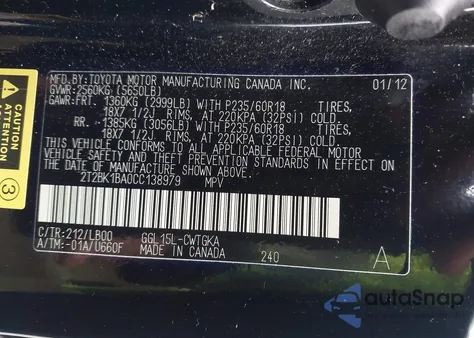 MFD.BY: TOYOTA MOTOR MANUFACTURING CANADA INC. 01/12
GVWR: 2560KG (5650LB)
GAWR: FRT. 1360KG (2999LB) WITH P235/60R18 TIRES,
18X7 1/2J RIMS, AT 220KPA (32PSI) COLD
RR. 1385KG (3056LB) WITH P235/60R18 TIRES,
18X7 1/2J RIMS, AT 220KPA (32PSI) COLD.
THIS VEHICLE CONFORMS TO ALL APPLICABLE FEDERAL MOTOR
VEHICLE SAFETY AND THEFT PREVENTION STANDARDS IN EFFECT
ON THE DATE OF MANUFACTURE SHOWN ABOVE.
2T2BK1BA0CC138979 MPV
C/TR: 212/LB00 GGL15L-CWTGKA
A/TM: -01A/U660F MADE IN CANADA 240 A
CAUTION
ATTENTION
3
autoSnap